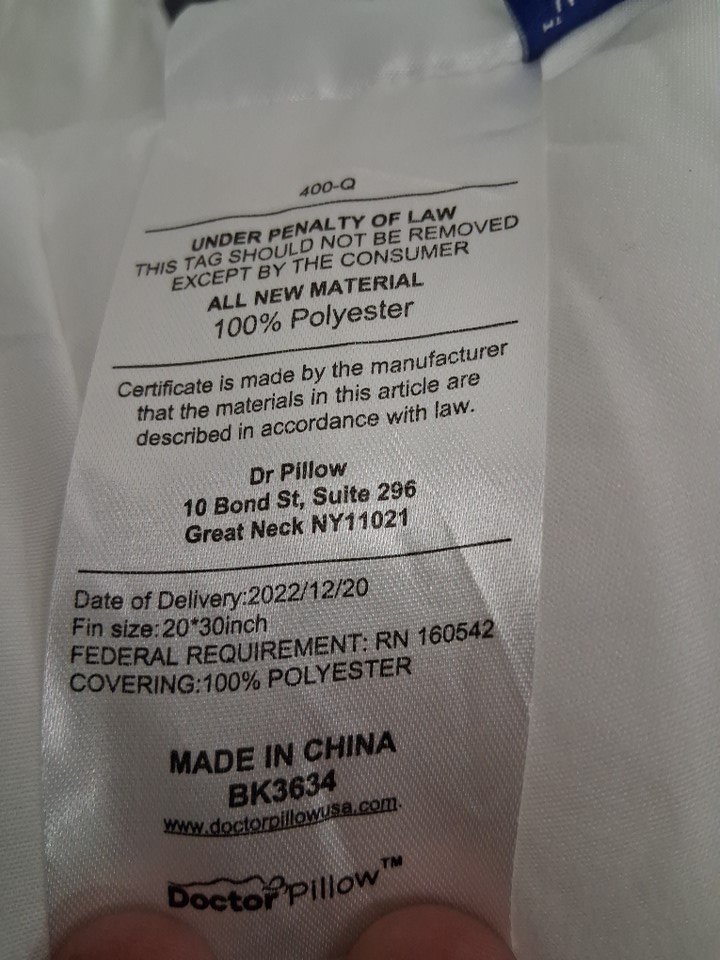 400-Q
UNDER PENALTY OF LAW
THIS TAG SHOULD NOT BE REMOVED
EXCEPT BY THE CONSUMER
ALL NEW MATERIAL
100% Polyester
Certificate is made by the manufacturer
that the materials in this article are
described in accordance with law.
Dr Pillow
10 Bond St, Suite 296
Great Neck NY11021
Date of Delivery:2022/12/20
Fin size:20*30inch
FEDERAL REQUIREMENT: RN 160542
COVERING:100% POLYESTER
MADE IN CHINA
BK3634
www.doctorpillowusa.com.
Doctor Pillow™